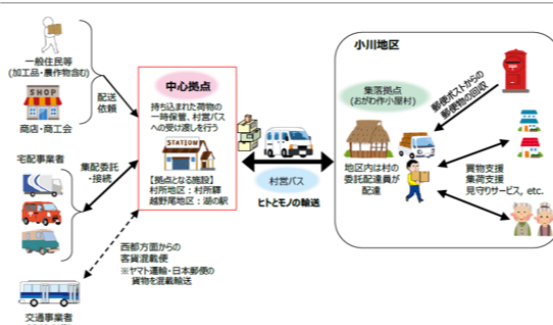 一般住民等
(加工品・農作物含む)
SHOP
商店・商工会
配送
依頼
宅配事業者
集配委託
・接続
交通事業者
西都方面からの
客貨混載便
※ヤマト運輸・日本郵便の
貨物を混載輸送
中心拠点
持ち込まれた荷物の
一時保管、村営バス
への受け渡しを行う
STATION
【拠点となる施設】
村所地区：村所驛
越野尾地区：湖の駅
村営バス
ヒトとモノの輸送
小川地区
集落拠点
(おがわ作小屋村)
郵便ポストからの
郵便物の回収
地区内は村の
委託配達員が
配達
買物支援
集荷支援
見守りサービス, etc.